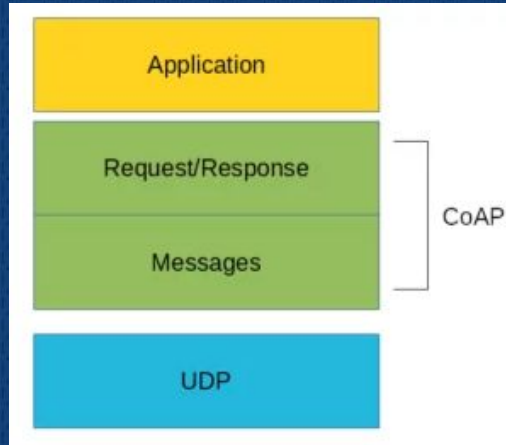 Application
Request/Response
CoAP
Messages
UDP